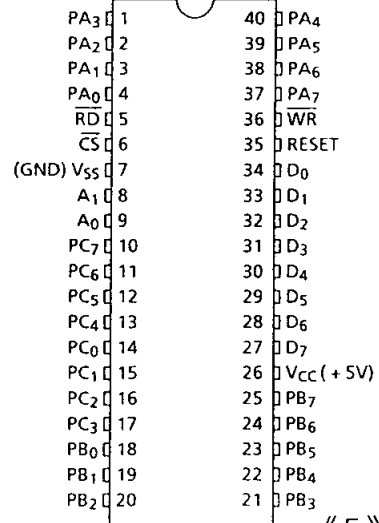 PA3 1 40 PA4
PA2 2 39 PA5
PA1 3 38 PA6
PA0 4 37 PA7
R̅D̅ 5 36 W̅R̅
C̅S̅ 6 35 RESET
(GND) VSS 7 34 D0
A1 8 33 D1
A0 9 32 D2
PC7 10 31 D3
PC6 11 30 D4
PC5 12 29 D5
PC4 13 28 D6
PC0 14 27 D7
PC1 15 26 VCC (+5V)
PC2 16 25 PB7
PC3 17 24 PB6
PB0 18 23 PB5
PB1 19 22 PB4
PB2 20 21 PB3